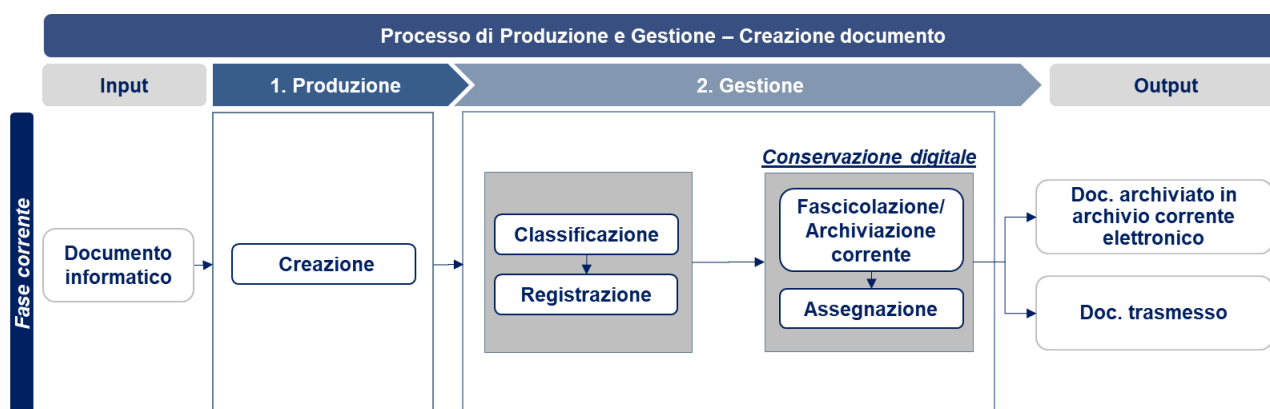 Processo di Produzione e Gestione – Creazione documento
Input
1. Produzione
2. Gestione
Output
Fase corrente
Documento
informatico
Creazione
Classificazione
Registrazione
Conservazione digitale
Fascicolazione/
Archiviazione
corrente
Assegnazione
Doc. archiviato in
archivio corrente
elettronico
Doc. trasmesso